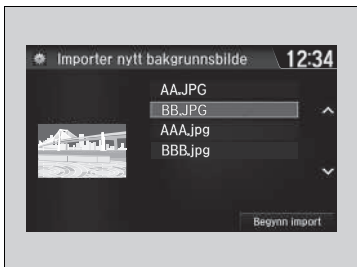 Importer nytt bakgrunnsbilde 12:34
AA.JPG
BB.JPG
AAA.jpg
BBB.jpg
Begynn import